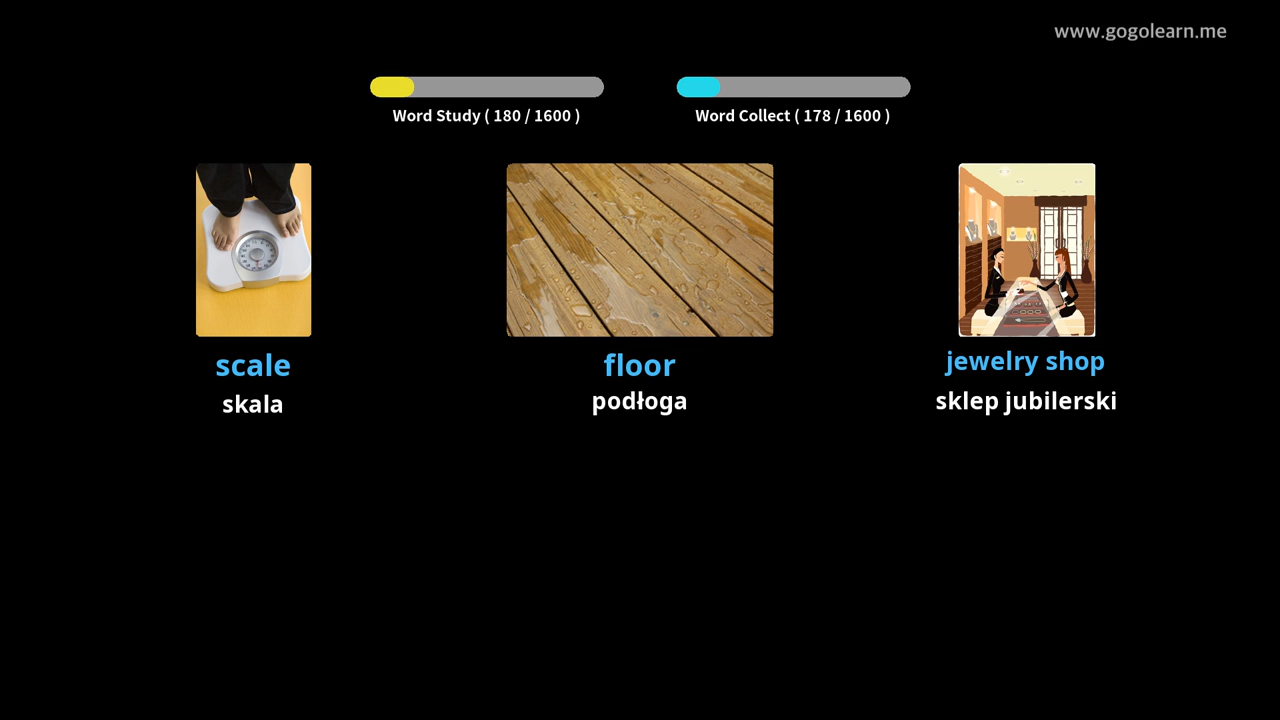 www.gogolearn.me
Word Study ( 180 / 1600 )
Word Collect ( 178 / 1600 )
scale
floor
jewelry shop
skala
podłoga
sklep jubilerski